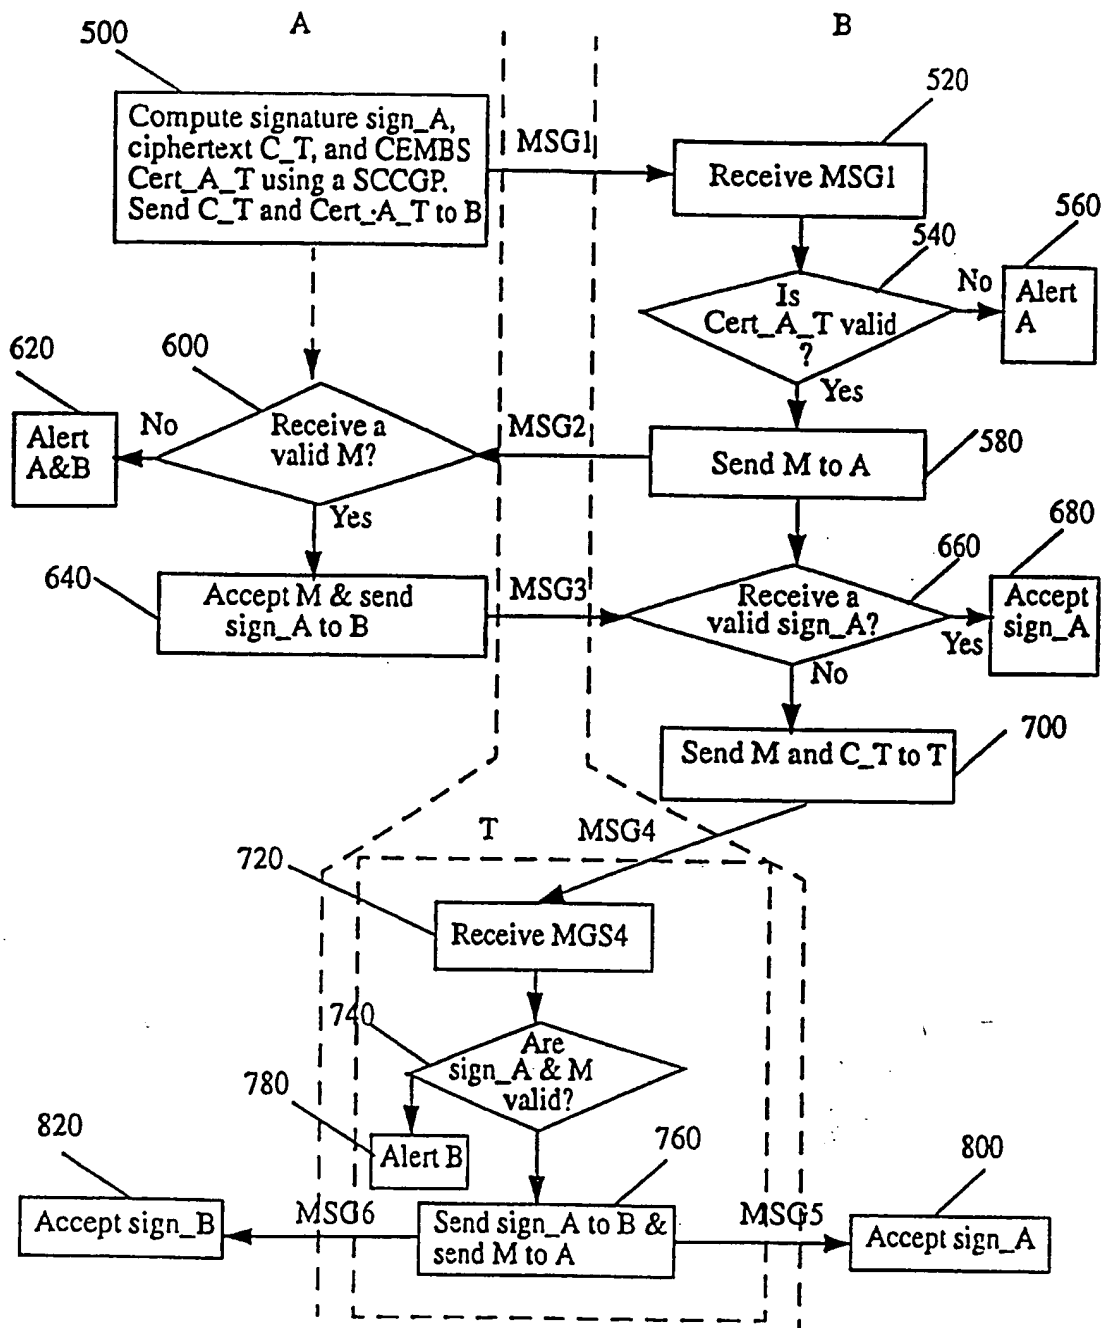 A
B
500
520
Compute signature sign_A,
ciphertext C_T, and CEMBS
Cert_A_T using a SCCGP.
Send C_T and Cert_A_T to B
MSG1
Receive MSG1
540
560
Is
Cert_A_T valid
?
No
Alert
A
Yes
620
600
Receive a
valid M?
No
Alert
A&B
MSG2
Send M to A
580
Yes
640
Accept M & send
sign_A to B
MSG3
660
680
Receive a
valid sign_A?
Yes
Accept
sign_A
No
700
Send M and C_T to T
T
MSG4
720
Receive MGS4
740
Are
sign_A & M
valid?
780
Alert B
820
760
800
Accept sign_B
MSG6
Send sign_A to B &
send M to A
MSG5
Accept sign_A